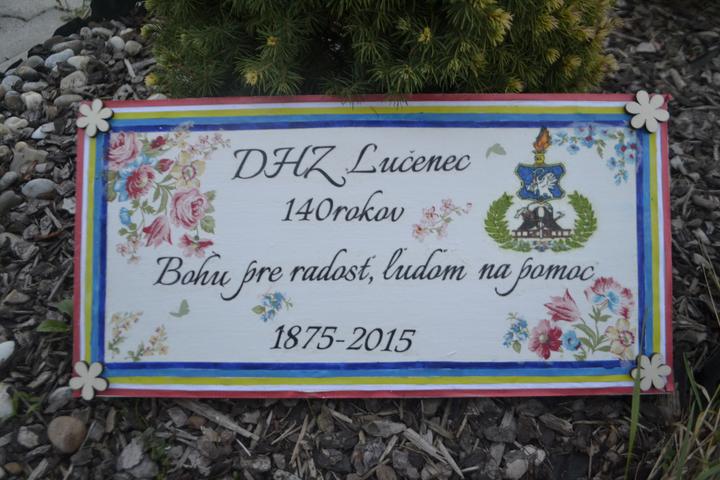 DHZ Lučenec
140rokov
Bohu pre radosť, ľuďom na pomoc
1875-2015